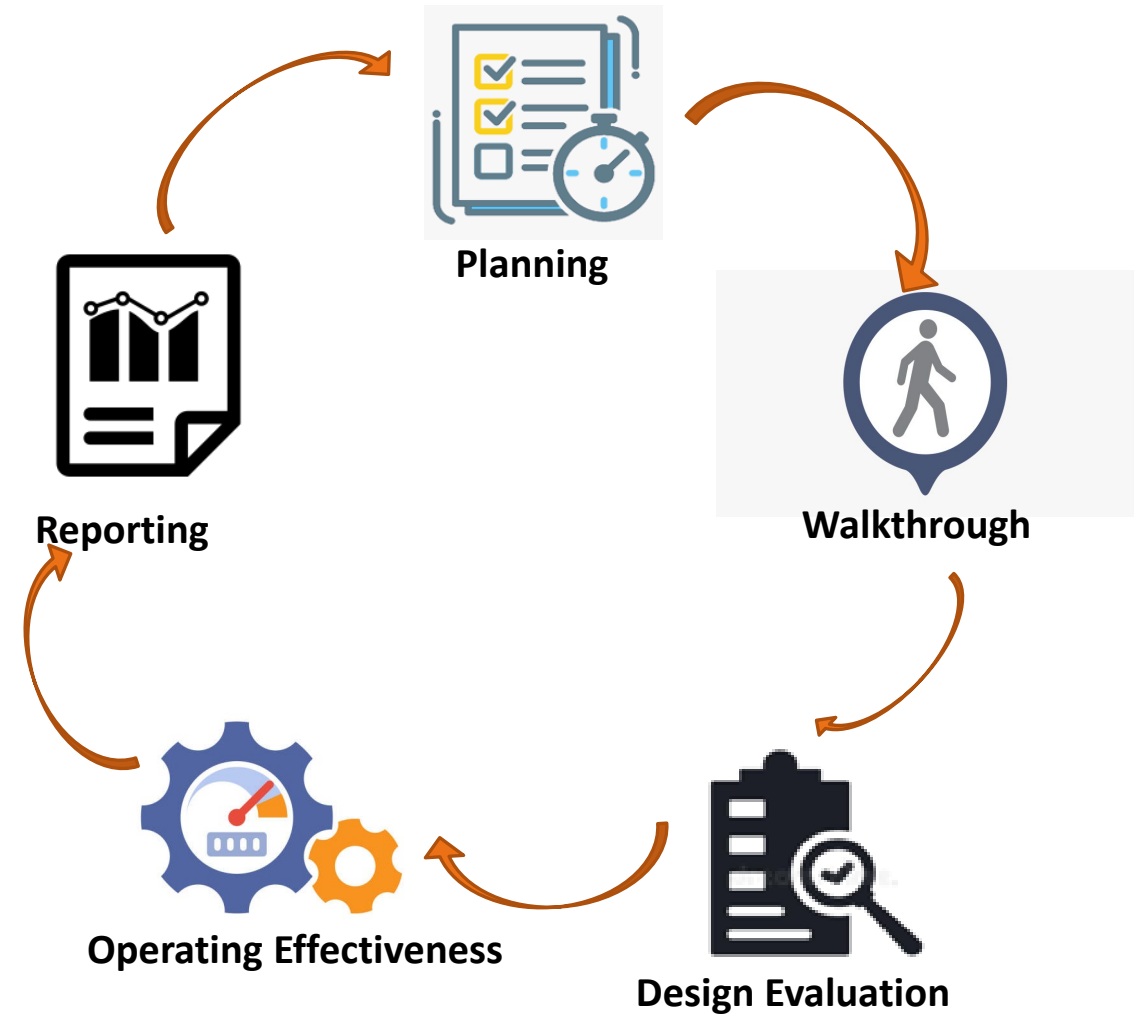 Planning
Walkthrough
Reporting
Operating Effectiveness
Design Evaluation